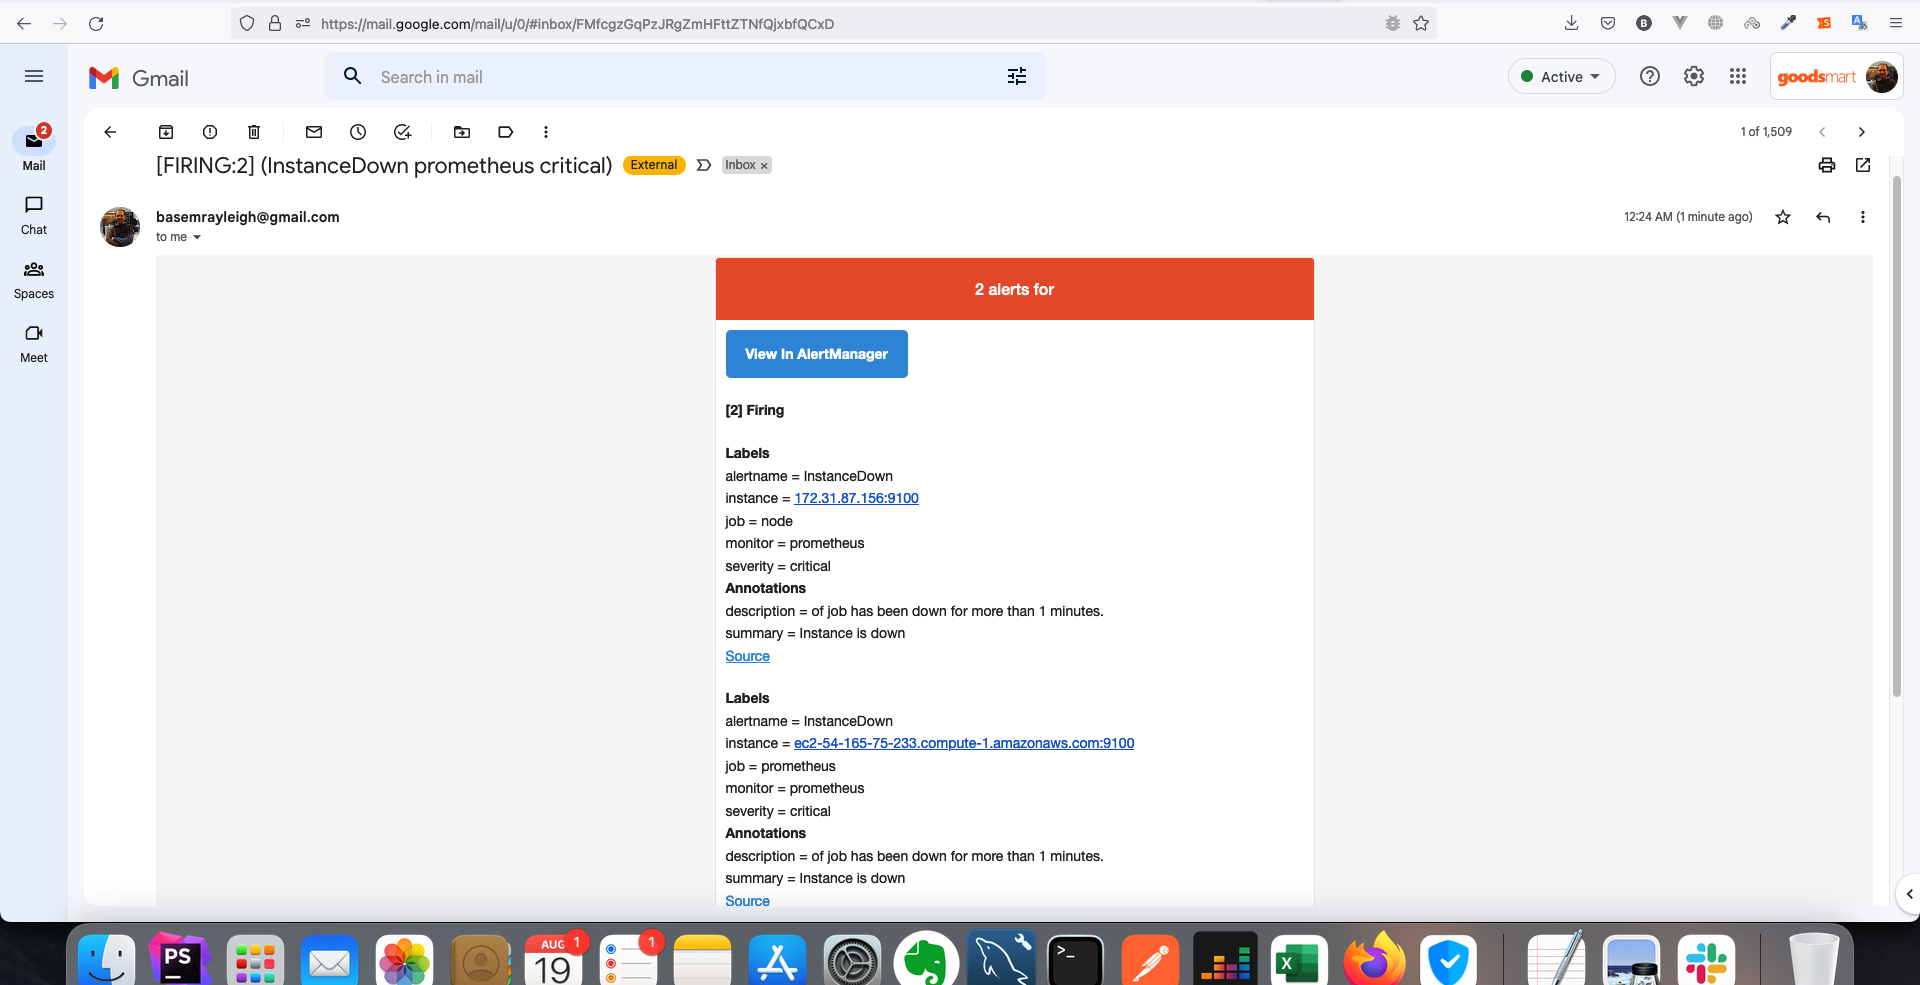 https://mail.google.com/mail/u/0/#inbox/FMfcgzGqPzJRgZmHFttZTNfQjxbfQCxD
Gmail
Search in mail
Active
goodsmart
2
Mail
Chat
Spaces
Meet
1 of 1,509
[FIRING:2] (InstanceDown prometheus critical)
External
Inbox ×
basemrayleigh@gmail.com
12:24 AM (1 minute ago)
to me
2 alerts for
View In AlertManager
[2] Firing
Labels
alertname = InstanceDown
instance = 172.31.87.156:9100
job = node
monitor = prometheus
severity = critical
Annotations
description = of job has been down for more than 1 minutes.
summary = Instance is down
Source
Labels
alertname = InstanceDown
instance = ec2-54-165-75-233.compute-1.amazonaws.com:9100
job = prometheus
monitor = prometheus
severity = critical
Annotations
description = of job has been down for more than 1 minutes.
summary = Instance is down
Source
PS
AUG
1
19
1
>_
X